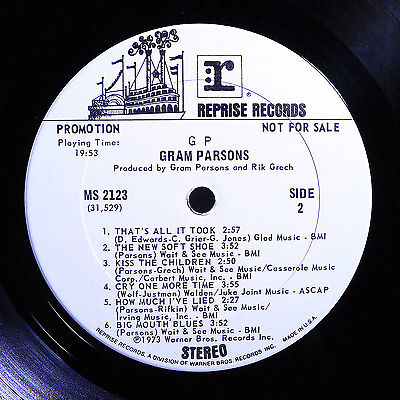 r
REPRISE RECORDS
PROMOTION NOT FOR SALE
Playing Time:
19:53
G P
GRAM PARSONS
Produced by Gram Parsons and Rik Grech
MS 2123
(31,529)
SIDE
2
1. THAT'S ALL IT TOOK 2:57
(D. Edwards-C. Grier-G. Jones) Glad Music - BMI
2. THE NEW SOFT SHOE 3:52
(Parsons) Wait & See Music - BMI
3. KISS THE CHILDREN 2:50
(Parsons-Grech) Wait & See Music/Casserole Music
Corp./Carbert Music, Inc. - BMI
4. CRY ONE MORE TIME 3:55
(Wolf-Justman) Walden/Juke Joint Music - ASCAP
5. HOW MUCH I'VE LIED 2:27
(Parsons-Rifkin) Wait & See Music/
Irving Music, Inc. - BMI
6. BIG MOUTH BLUES 3:52
(Parsons) Wait & See Music - BMI
Ⓟ1973 Warner Bros. Records Inc.
STEREO
REPRISE RECORDS, A DIVISION OF WARNER BROS. RECORDS INC. MADE IN U.S.A.